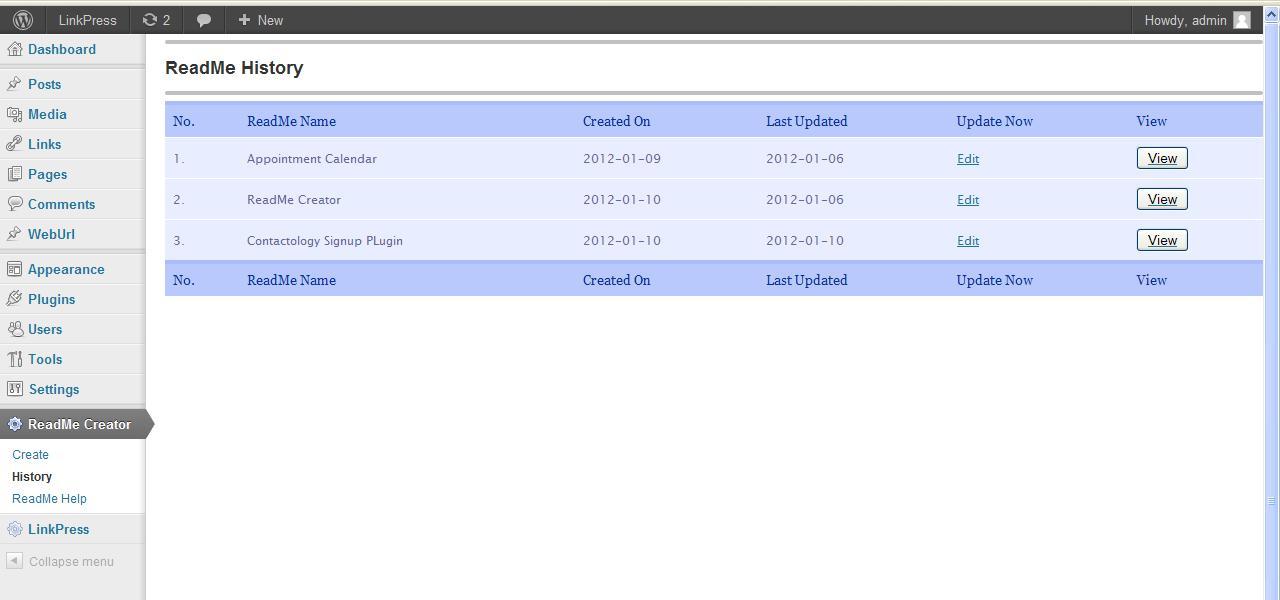 LinkPress 2 New Howdy, admin
Dashboard
Posts
Media
Links
Pages
Comments
WebUrl
Appearance
Plugins
Users
Tools
Settings
ReadMe Creator
Create
History
ReadMe Help
LinkPress
Collapse menu
ReadMe History
No. ReadMe Name Created On Last Updated Update Now View
1. Appointment Calendar 2012-01-09 2012-01-06 Edit View
2. ReadMe Creator 2012-01-10 2012-01-06 Edit View
3. Contactology Signup PLugin 2012-01-10 2012-01-10 Edit View
No. ReadMe Name Created On Last Updated Update Now View